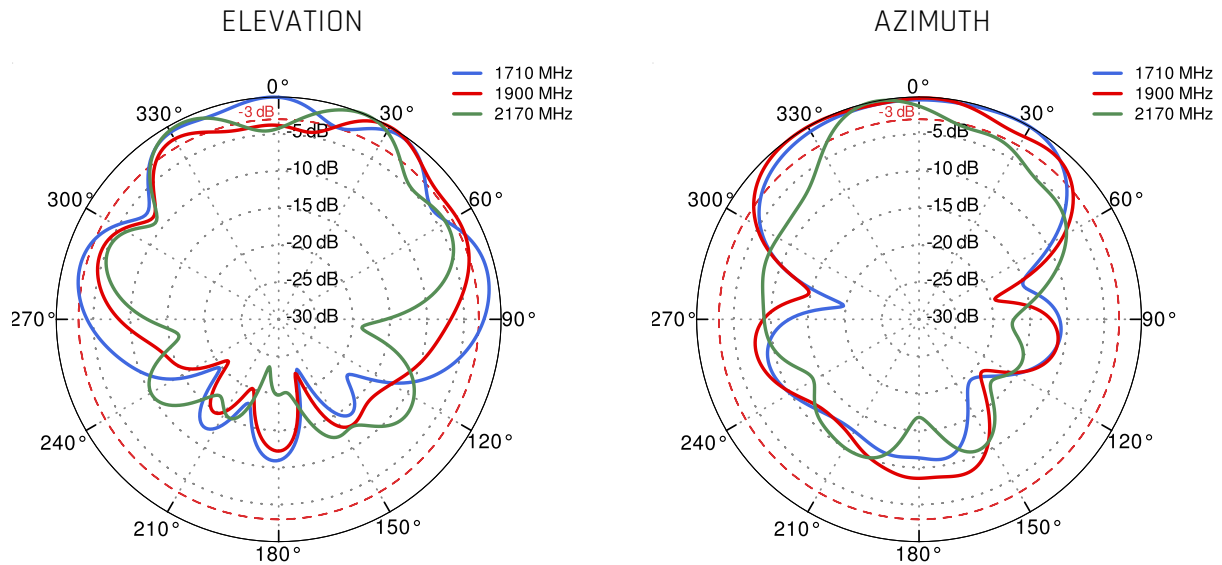 ELEVATION
1710 MHz
1900 MHz
2170 MHz
0°
30°
60°
90°
120°
150°
180°
210°
240°
270°
300°
330°
-3 dB
-5 dB
-10 dB
-15 dB
-20 dB
-25 dB
-30 dB
AZIMUTH
1710 MHz
1900 MHz
2170 MHz
0°
30°
60°
90°
120°
150°
180°
210°
240°
270°
300°
330°
-3 dB
-5 dB
-10 dB
-15 dB
-20 dB
-25 dB
-30 dB